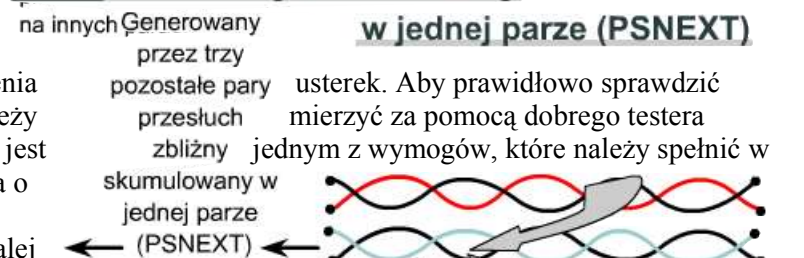 na innych Generowany
w jednej parze (PSNEXT)
przez trzy
pozostałe pary usterek. Aby prawidłowo sprawdzić
przesłuch mierzyć za pomocą dobrego testera
jest zbliżny jednym z wymogów, które należy spełnić w
skumulowany w
a o
jednej parze
(PSNEXT)